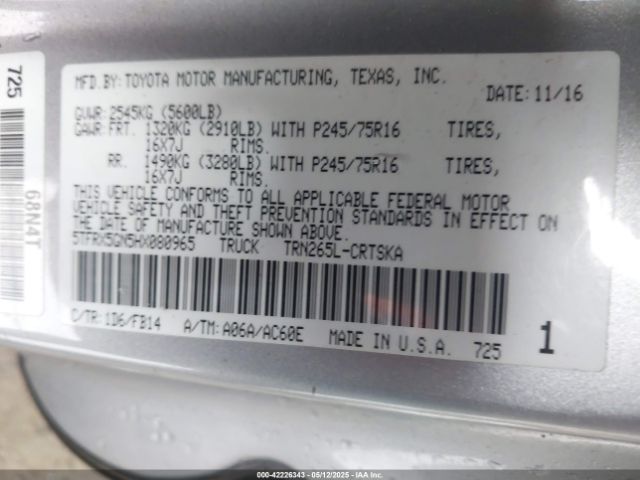 725
68N4T
MFD.BY:TOYOTA MOTOR MANUFACTURING, TEXAS, INC.
DATE:11/16
GVWR:2545KG (5600LB)
GAWR:FRT. 1320KG (2910LB) WITH P245/75R16 TIRES,
16X7J RIMS.
RR. 1490KG (3280LB) WITH P245/75R16 TIRES,
16X7J RIMS.
THIS VEHICLE CONFORMS TO ALL APPLICABLE FEDERAL MOTOR
VEHICLE SAFETY AND THEFT PREVENTION STANDARDS IN EFFECT ON
THE DATE OF MANUFACTURE SHOWN ABOVE.
5TFRX5GN5HX080965 TRUCK TRN265L-CRTSKA
C/TR:1D6/FB14 A/TM:A06A/AC60E MADE IN U.S.A. 725 1
000-42226343 - 05/12/2025 - IAAI.com